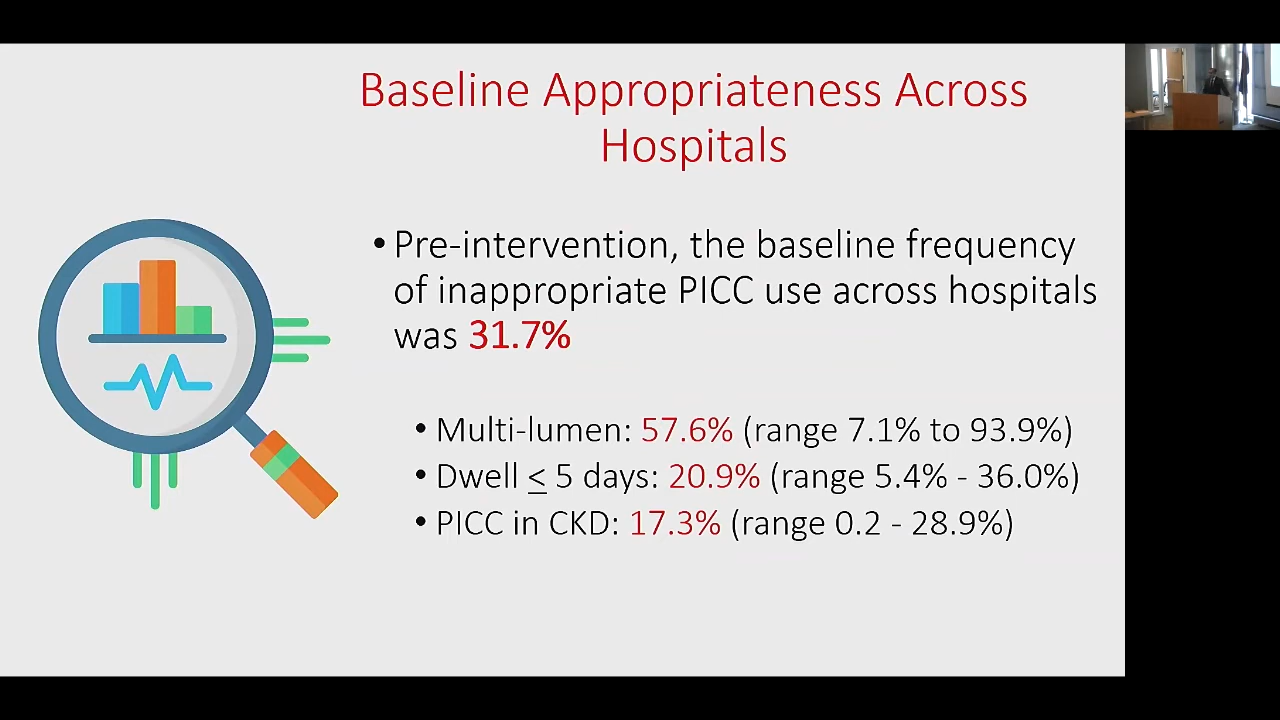 Baseline Appropriateness Across
Hospitals
• Pre-intervention, the baseline frequency
of inappropriate PICC use across hospitals
was 31.7%
• Multi-lumen: 57.6% (range 7.1% to 93.9%)
• Dwell ≤ 5 days: 20.9% (range 5.4% - 36.0%)
• PICC in CKD: 17.3% (range 0.2 - 28.9%)